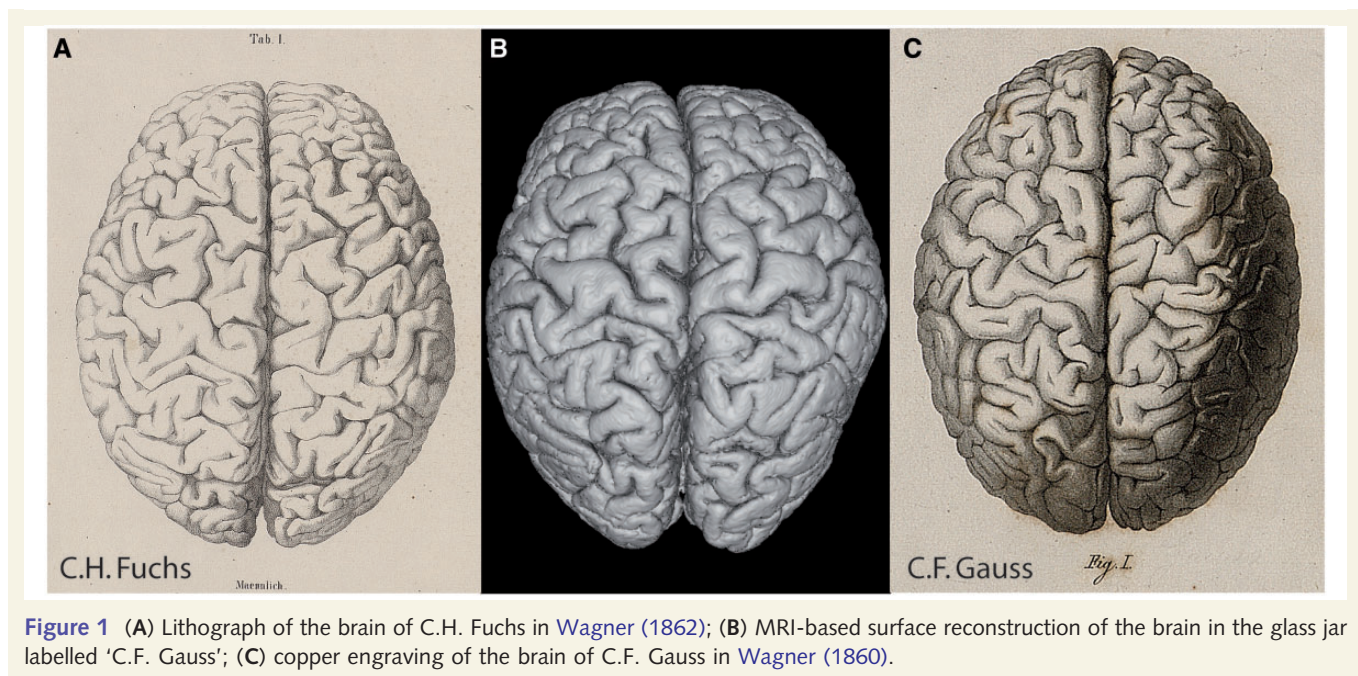 A
Tab. I.
C.H. Fuchs
Maennlich.
B
C
C.F. Gauss
Fig. I.
Figure 1 (A) Lithograph of the brain of C.H. Fuchs in Wagner (1862); (B) MRI-based surface reconstruction of the brain in the glass jar
labelled ‘C.F. Gauss’; (C) copper engraving of the brain of C.F. Gauss in Wagner (1860).